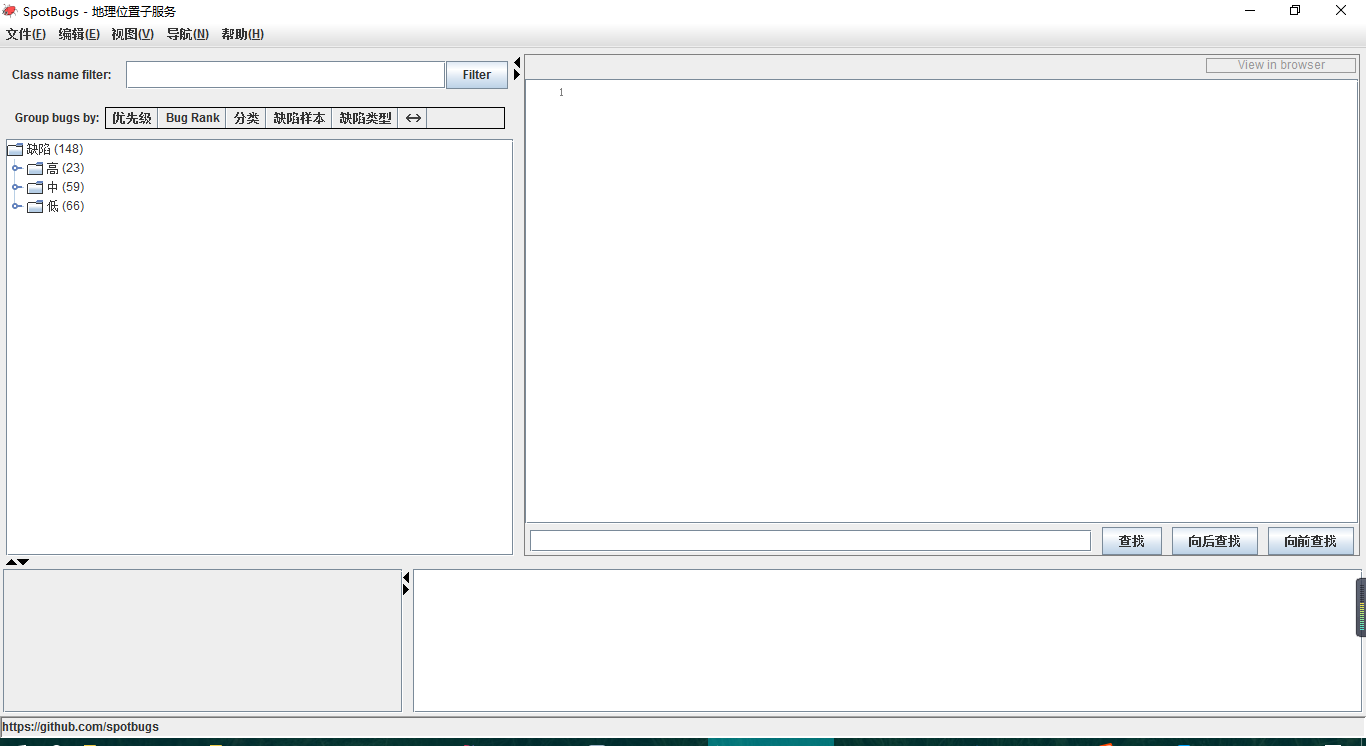 SpotBugs - 地理位置子服务
文件(F) 编辑(E) 视图(V) 导航(N) 帮助(H)
Class name filter: Filter
View in browser
1
Group bugs by: 优先级 Bug Rank 分类 缺陷样本 缺陷类型 ↔
缺陷 (148)
高 (23)
中 (59)
低 (66)
查找 向后查找 向前查找
https://github.com/spotbugs